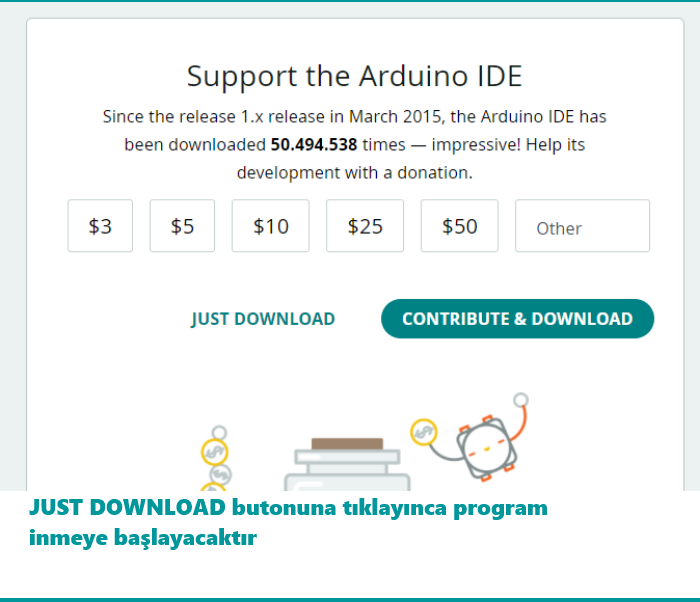 Support the Arduino IDE
Since the release 1.x release in March 2015, the Arduino IDE has
been downloaded 50.494.538 times — impressive! Help its
development with a donation.
$3 $5 $10 $25 $50 Other
JUST DOWNLOAD CONTRIBUTE & DOWNLOAD
JUST DOWNLOAD butonuna tıklayınca program
inmeye başlayacaktır